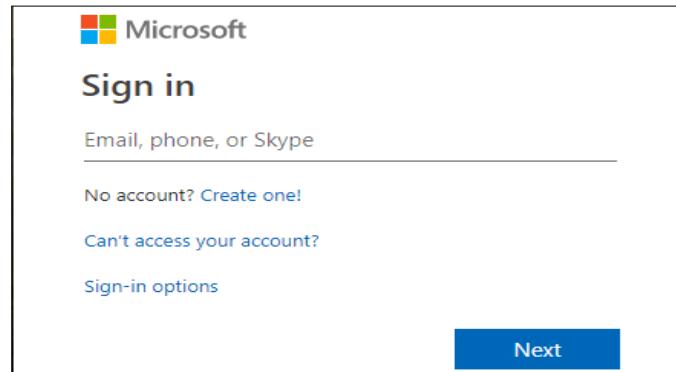 Microsoft
Sign in
Email, phone, or Skype
No account? Create one!
Can't access your account?
Sign-in options
Next